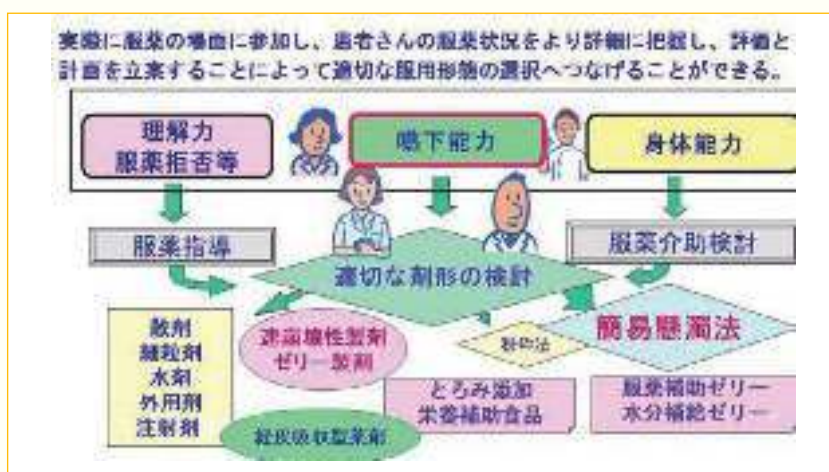 実際に服薬の場面に参加し、患者さんの服薬状況をより詳細に把握し、評価と
計画を立案することによって適切な服用形態の選択へつなげることができる。
理解力
服薬拒否等
嚥下能力
身体能力
服薬指導
服薬介助検討
適切な剤形の検討
散剤
細粒剤
水剤
外用剤
注射剤
速崩壊性製剤
ゼリー製剤
粉砕法
簡易懸濁法
とろみ添加
栄養補助食品
服薬補助ゼリー
水分補給ゼリー
経皮吸収型薬剤